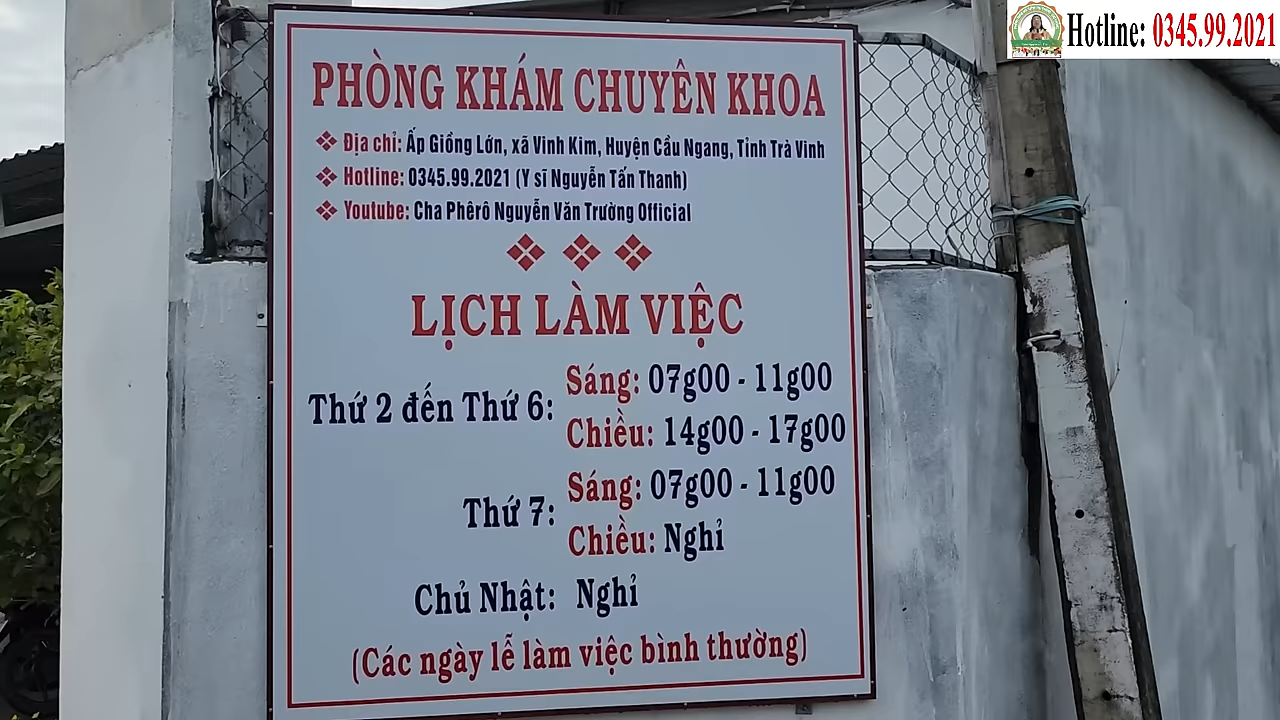 Hotline: 0345.99.2021
PHÒNG KHÁM CHUYÊN KHOA
Địa chỉ: Ấp Giồng Lớn, xã Vinh Kim, Huyện Cầu Ngang, Tỉnh Trà Vinh
Hotline: 0345.99.2021 (Y sĩ Nguyễn Tấn Thanh)
Youtube: Cha Phêrô Nguyễn Văn Trường Official
LỊCH LÀM VIỆC
Thứ 2 đến Thứ 6: Sáng: 07g00 - 11g00
Chiều: 14g00 - 17g00
Thứ 7: Sáng: 07g00 - 11g00
Chiều: Nghỉ
Chủ Nhật: Nghỉ
(Các ngày lễ làm việc bình thường)